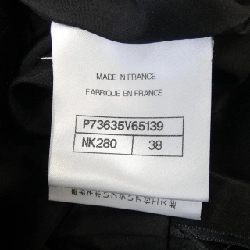 MADE IN FRANCE
FABRIQUE EN FRANCE
P73635V65139
NK280 38